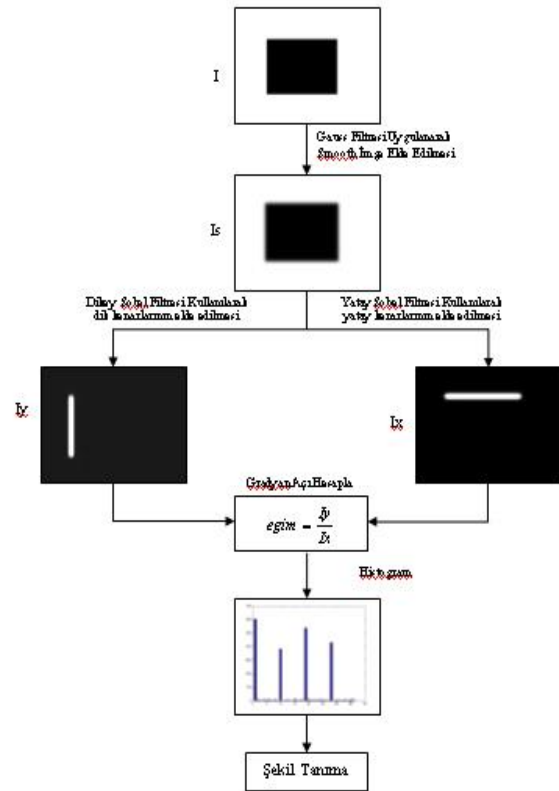 I
Gauss Filtresi Uygulanarak
Smooth İmge Elde Edilmesi
Is
Dikey Sobel Filtresi Kullanılarak
dik kenarların elde edilmesi
Yatay Sobel Filtresi Kullanılarak
yatay kenarların elde edilmesi
Iy
Ix
Gradyan Açı Hesapla
egim = Iy / Ix
Histogram
Şekil Tanıma